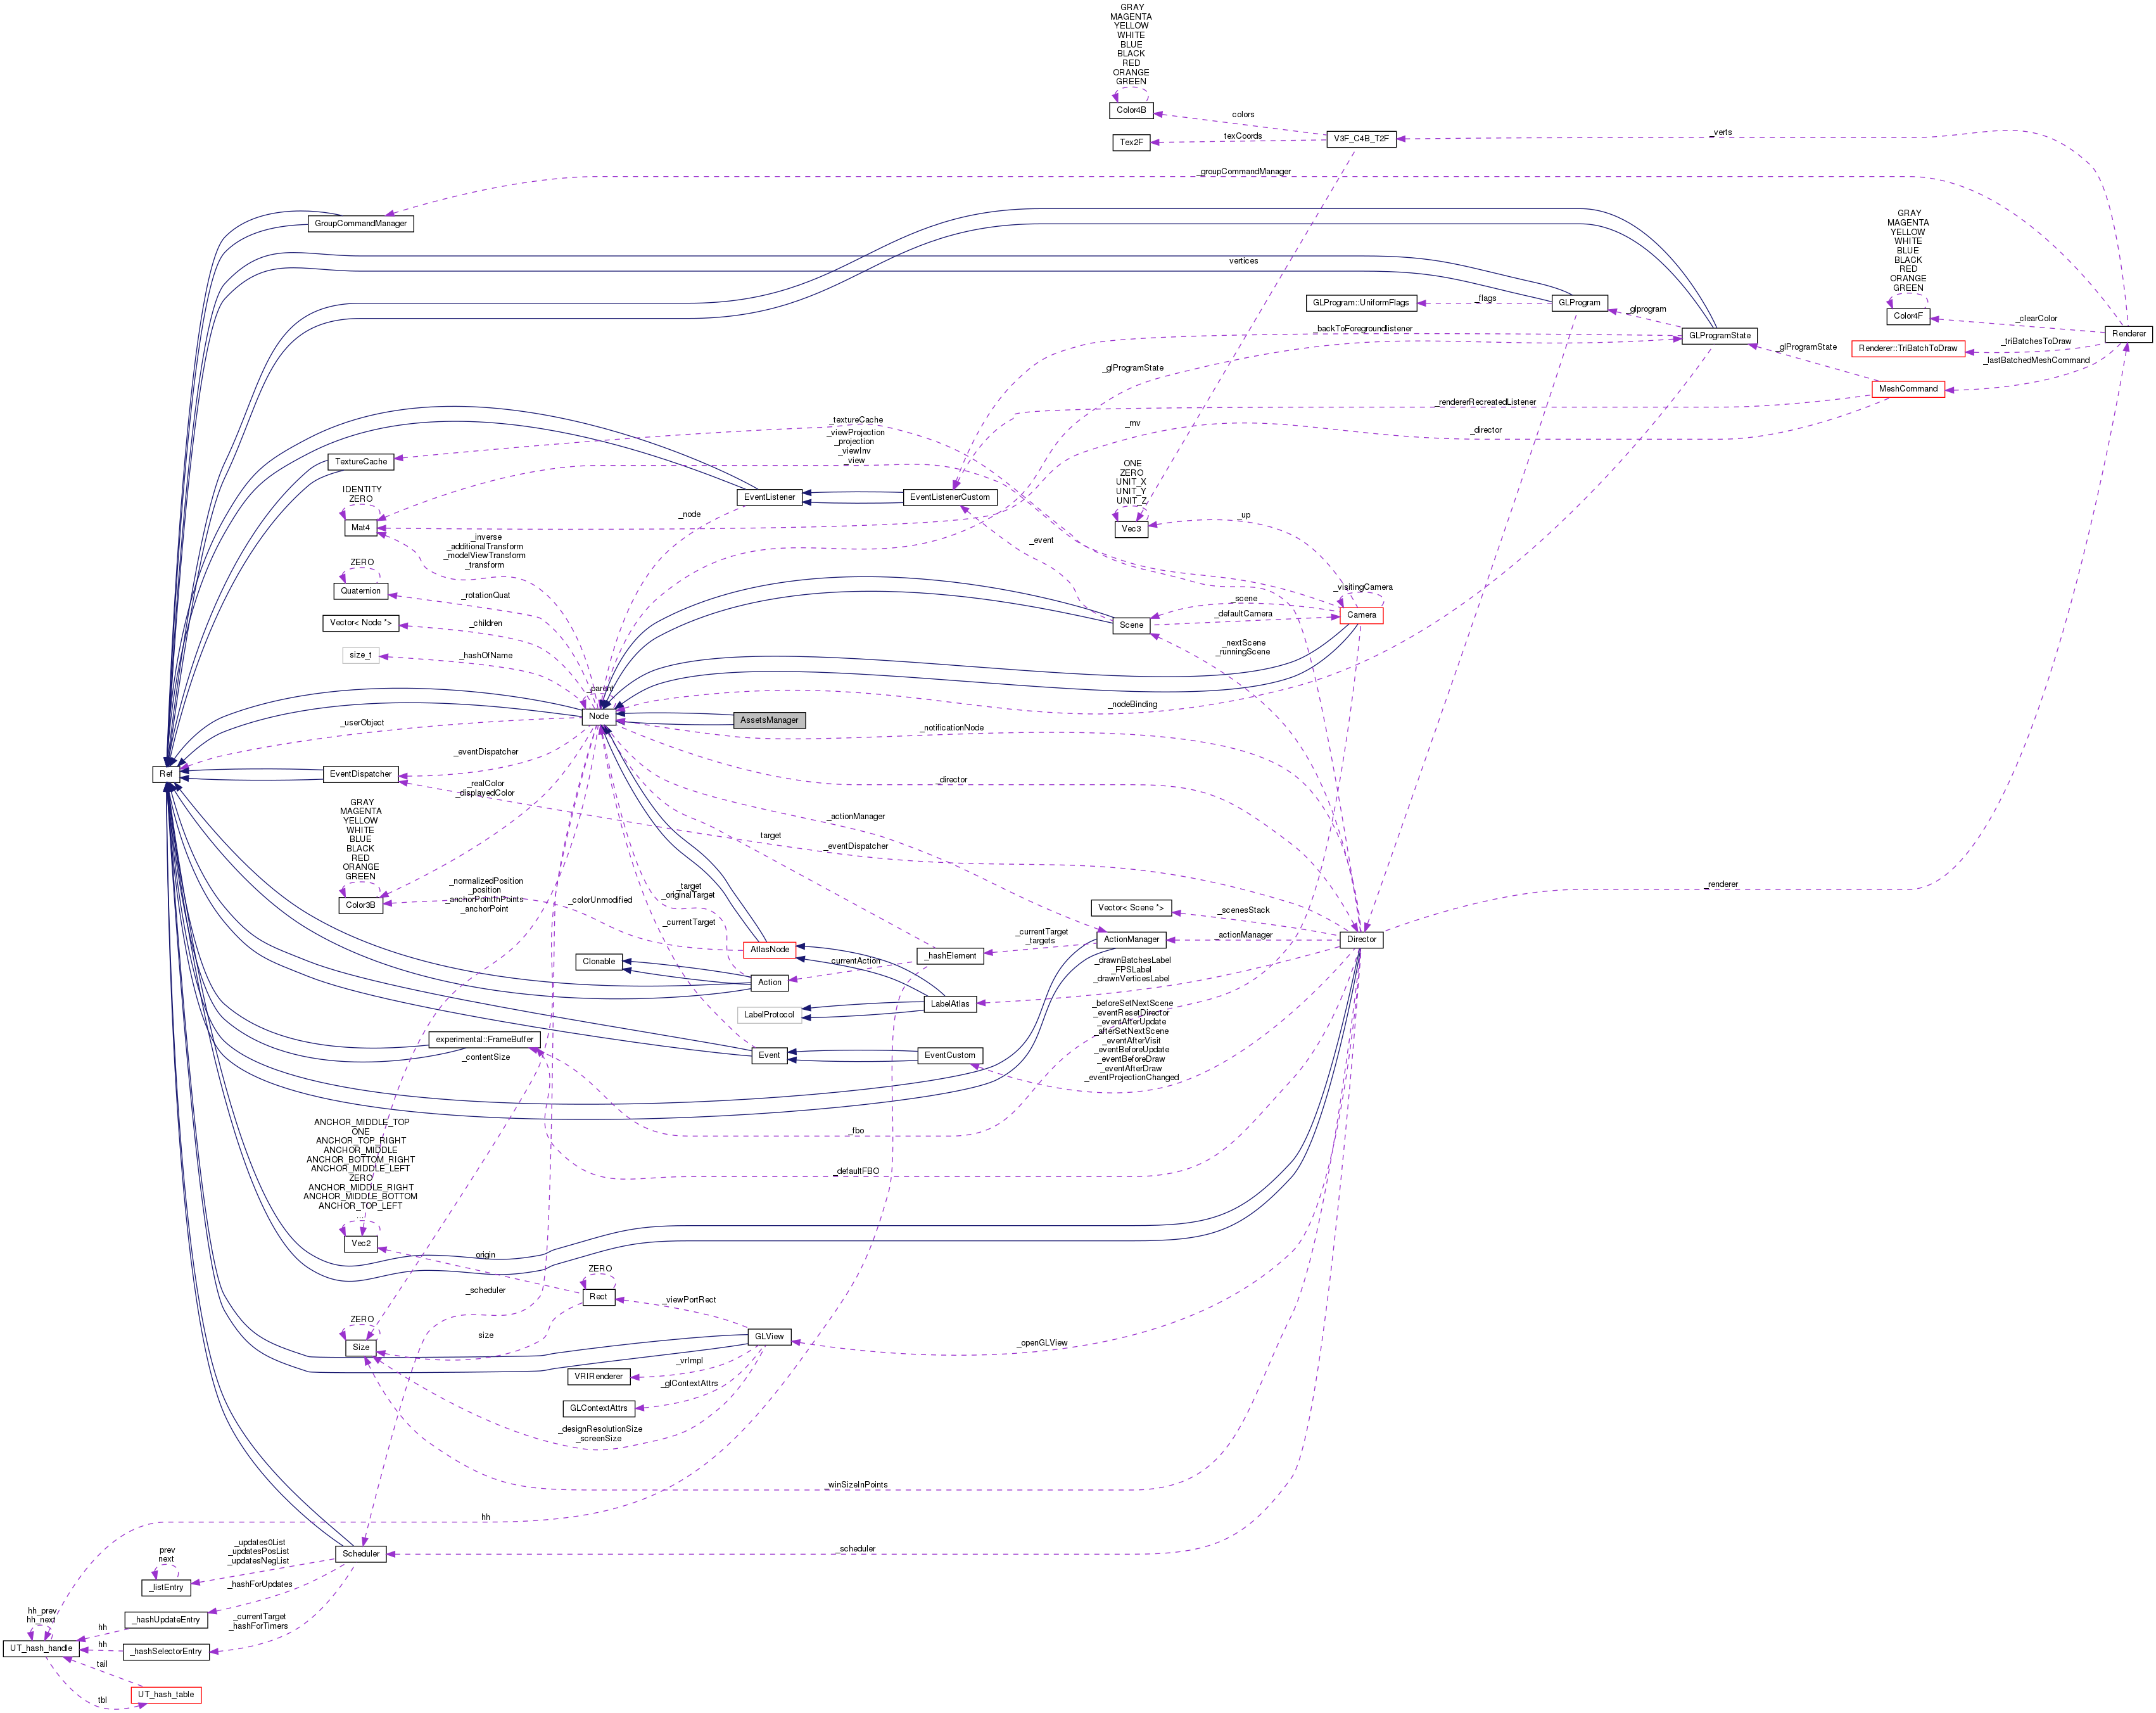 GRAY
MAGENTA
YELLOW
WHITE
BLUE
BLACK
RED
ORANGE
GREEN
Color4B
colors
Tex2F
texCoords
V3F_C4B_T2F
_verts
_groupCommandManager
GroupCommandManager
vertices
GRAY
MAGENTA
YELLOW
WHITE
BLUE
BLACK
RED
ORANGE
GREEN
Color4F
GLProgram::UniformFlags
_flags
GLProgram
_glprogram
GLProgramState
_clearColor
Renderer
_triBatchesToDraw
Renderer::TriBatchToDraw
_lastBatchedMeshCommand
_glProgramState
MeshCommand
_backToForegroundlistener
_glProgramState
_rendererRecreatedListener
_director
_mv
_textureCache
_viewProjection
_projection
_viewInv
_view
TextureCache
ONE
ZERO
UNIT_X
UNIT_Y
UNIT_Z
Vec3
_up
IDENTITY
ZERO
Mat4
EventListener
EventListenerCustom
_node
_event
_inverse
_additionalTransform
_modelViewTransform
_transform
ZERO
Quaternion
_rotationQuat
_visitingCamera
Camera
_scene
_defaultCamera
Scene
Vector< Node *>
_children
size_t
_hashOfName
_nextScene
_runningScene
_parent
Node
AssetsManager
_nodeBinding
_userObject
_notificationNode
_eventDispatcher
Ref
EventDispatcher
_director
_realColor
_displayedColor
GRAY
MAGENTA
YELLOW
WHITE
BLUE
BLACK
RED
ORANGE
GREEN
Color3B
_actionManager
target
_eventDispatcher
_normalizedPosition
_position
_anchorPointInPoints
_anchorPoint
_colorUnmodified
_target
_originalTarget
_currentTarget
_renderer
Vector< Scene *>
_scenesStack
Director
_actionManager
ActionManager
_currentTarget
_targets
_hashElement
AtlasNode
Clonable
currentAction
Action
_drawnBatchesLabel
_FPSLabel
_drawnVerticesLabel
LabelAtlas
LabelProtocol
_beforeSetNextScene
_eventResetDirector
_eventAfterUpdate
_afterSetNextScene
_eventAfterVisit
_eventBeforeUpdate
_eventBeforeDraw
_eventAfterDraw
_eventProjectionChanged
experimental::FrameBuffer
_contentSize
Event
EventCustom
_fbo
_defaultFBO
ANCHOR_MIDDLE_TOP
ONE
ANCHOR_TOP_RIGHT
ANCHOR_MIDDLE
ANCHOR_BOTTOM_RIGHT
ANCHOR_MIDDLE_LEFT
ZERO
ANCHOR_MIDDLE_RIGHT
ANCHOR_MIDDLE_BOTTOM
ANCHOR_TOP_LEFT
...
Vec2
origin
ZERO
Rect
_viewPortRect
_scheduler
ZERO
Size
size
GLView
_openGLView
_vrImpl
VRIRenderer
_glContextAttrs
GLContextAttrs
_designResolutionSize
_screenSize
_winSizeInPoints
hh
Scheduler
_scheduler
_updates0List
_updatesPosList
_updatesNegList
prev
next
_listEntry
_hashForUpdates
_hashUpdateEntry
_currentTarget
_hashForTimers
hh_prev
hh_next
hh
UT_hash_handle
hh
_hashSelectorEntry
tail
UT_hash_table
tbl